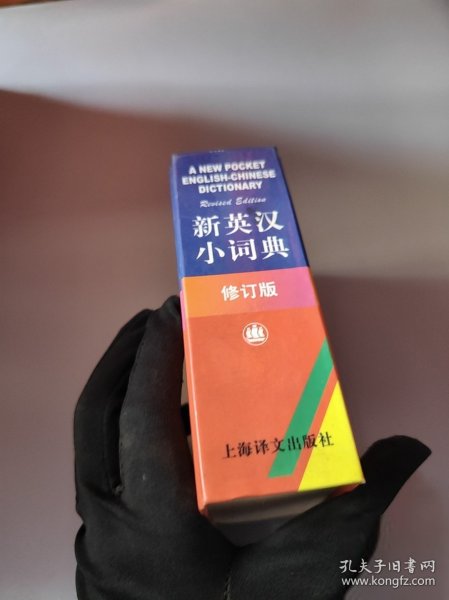 A NEW POCKET
ENGLISH-CHINESE
DICTIONARY
Revised Edition
新英汉
小词典
修订版
上海译文出版社
孔夫子旧书网
www.kongfz.com